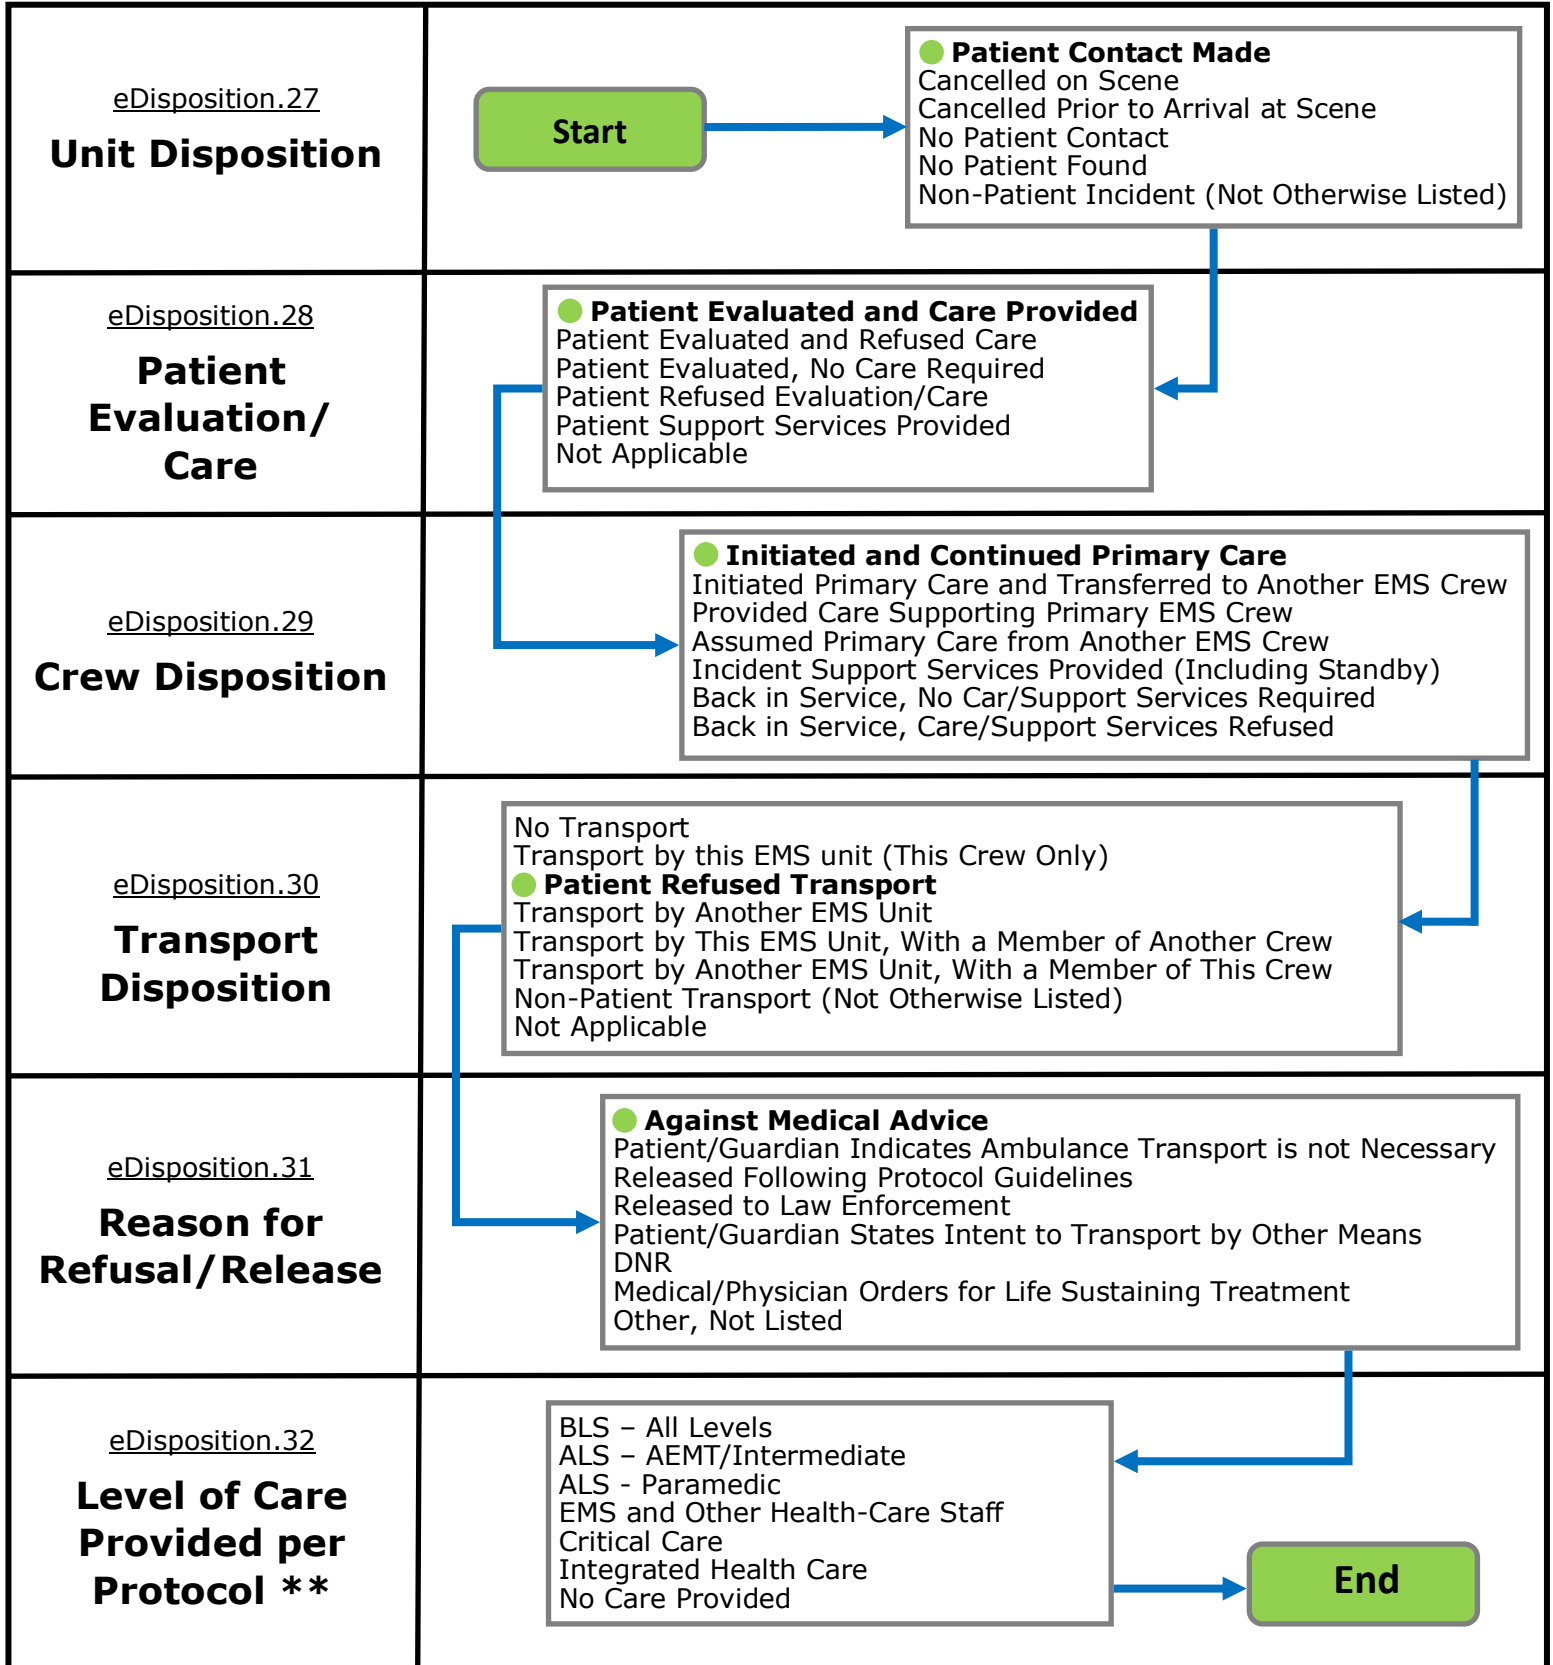 eDisposition.27
Unit Disposition
Start
Patient Contact Made
Cancelled on Scene
Cancelled Prior to Arrival at Scene
No Patient Contact
No Patient Found
Non-Patient Incident (Not Otherwise Listed)
eDisposition.28
Patient
Evaluation/
Care
Patient Evaluated and Care Provided
Patient Evaluated and Refused Care
Patient Evaluated, No Care Required
Patient Refused Evaluation/Care
Patient Support Services Provided
Not Applicable
eDisposition.29
Crew Disposition
Initiated and Continued Primary Care
Initiated Primary Care and Transferred to Another EMS Crew
Provided Care Supporting Primary EMS Crew
Assumed Primary Care from Another EMS Crew
Incident Support Services Provided (Including Standby)
Back in Service, No Car/Support Services Required
Back in Service, Care/Support Services Refused
eDisposition.30
Transport
Disposition
No Transport
Transport by this EMS unit (This Crew Only)
Patient Refused Transport
Transport by Another EMS Unit
Transport by This EMS Unit, With a Member of Another Crew
Transport by Another EMS Unit, With a Member of This Crew
Non-Patient Transport (Not Otherwise Listed)
Not Applicable
eDisposition.31
Reason for
Refusal/Release
Against Medical Advice
Patient/Guardian Indicates Ambulance Transport is not Necessary
Released Following Protocol Guidelines
Released to Law Enforcement
Patient/Guardian States Intent to Transport by Other Means
DNR
Medical/Physician Orders for Life Sustaining Treatment
Other, Not Listed
eDisposition.32
Level of Care
Provided per
Protocol **
BLS – All Levels
ALS – AEMT/Intermediate
ALS - Paramedic
EMS and Other Health-Care Staff
Critical Care
Integrated Health Care
No Care Provided
End